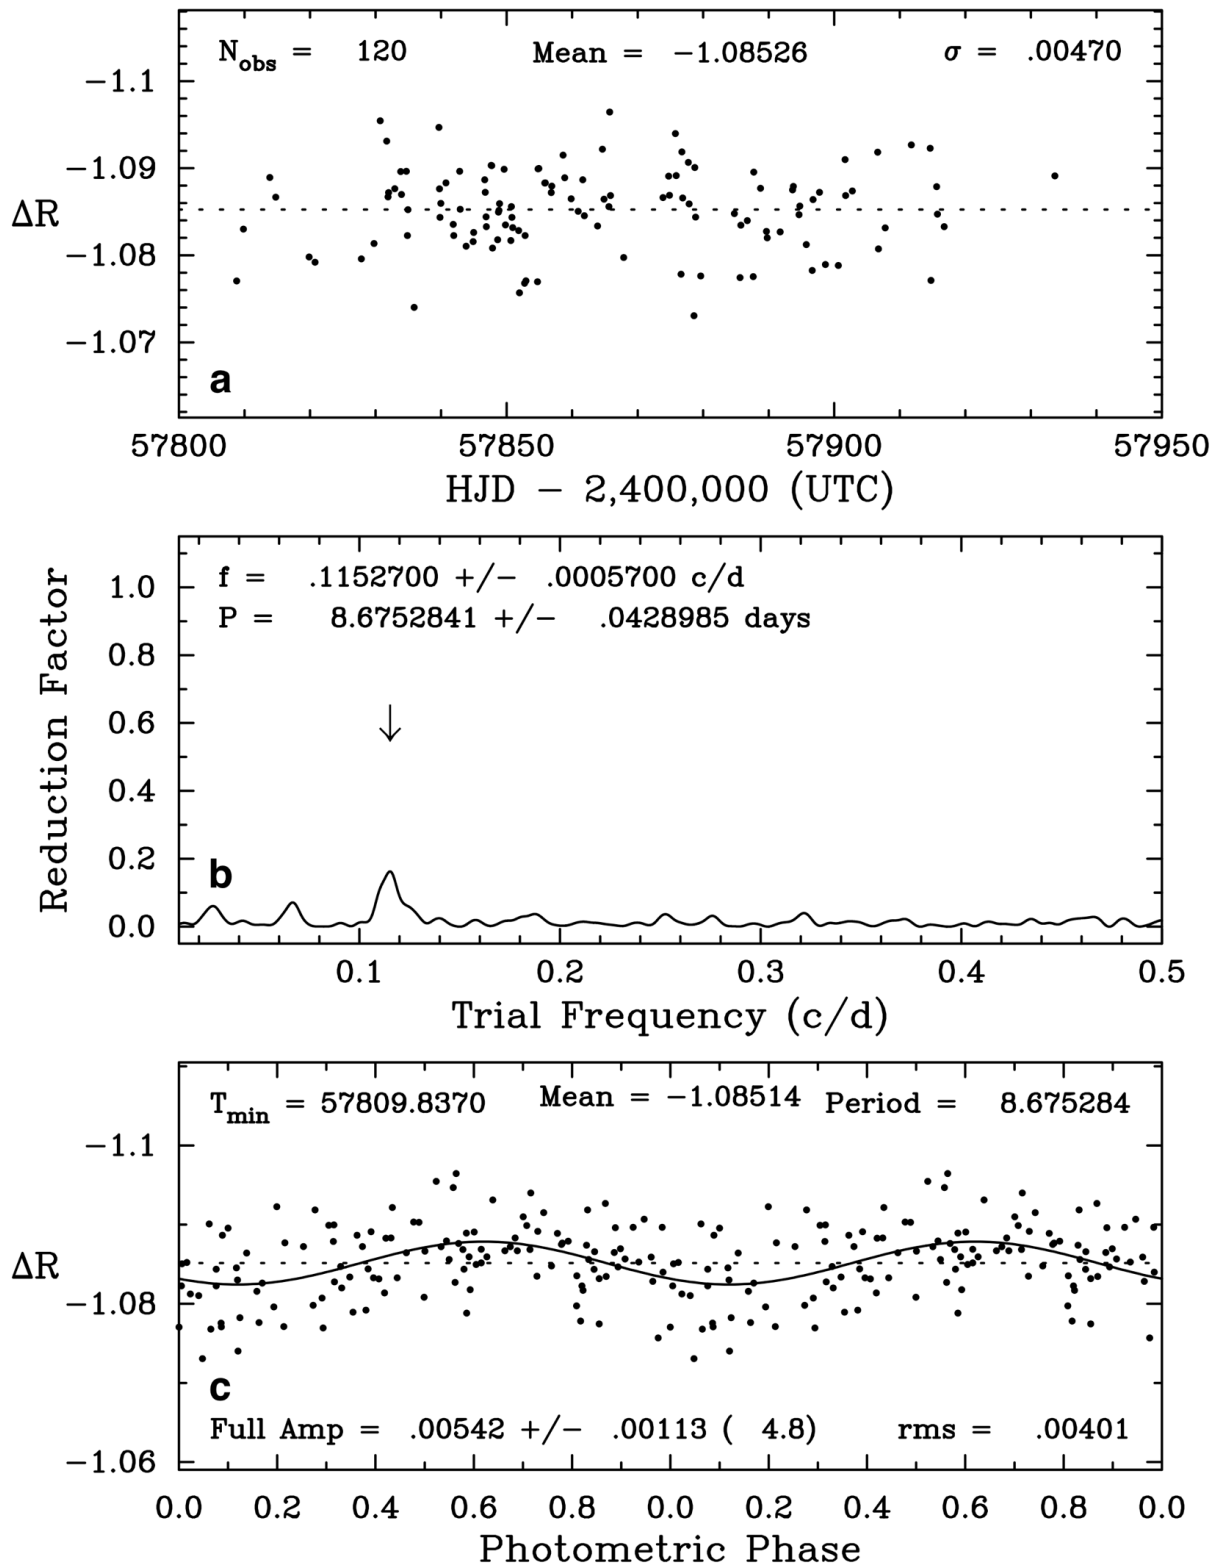 N_obs = 120 Mean = −1.08526 σ = .00470
−1.1
−1.09
ΔR
−1.08
−1.07
a
57800 57850 57900 57950
HJD − 2,400,000 (UTC)
f = .1152700 +/− .0005700 c/d
P = 8.6752841 +/− .0428985 days
Reduction Factor
1.0
0.8
0.6
0.4
0.2
0.0
b
0.1 0.2 0.3 0.4 0.5
Trial Frequency (c/d)
T_min = 57809.8370 Mean = −1.08514 Period = 8.675284
−1.1
ΔR
−1.08
−1.06
c
Full Amp = .00542 +/− .00113 ( 4.8) rms = .00401
0.0 0.2 0.4 0.6 0.8 0.0 0.2 0.4 0.6 0.8 0.0
Photometric Phase